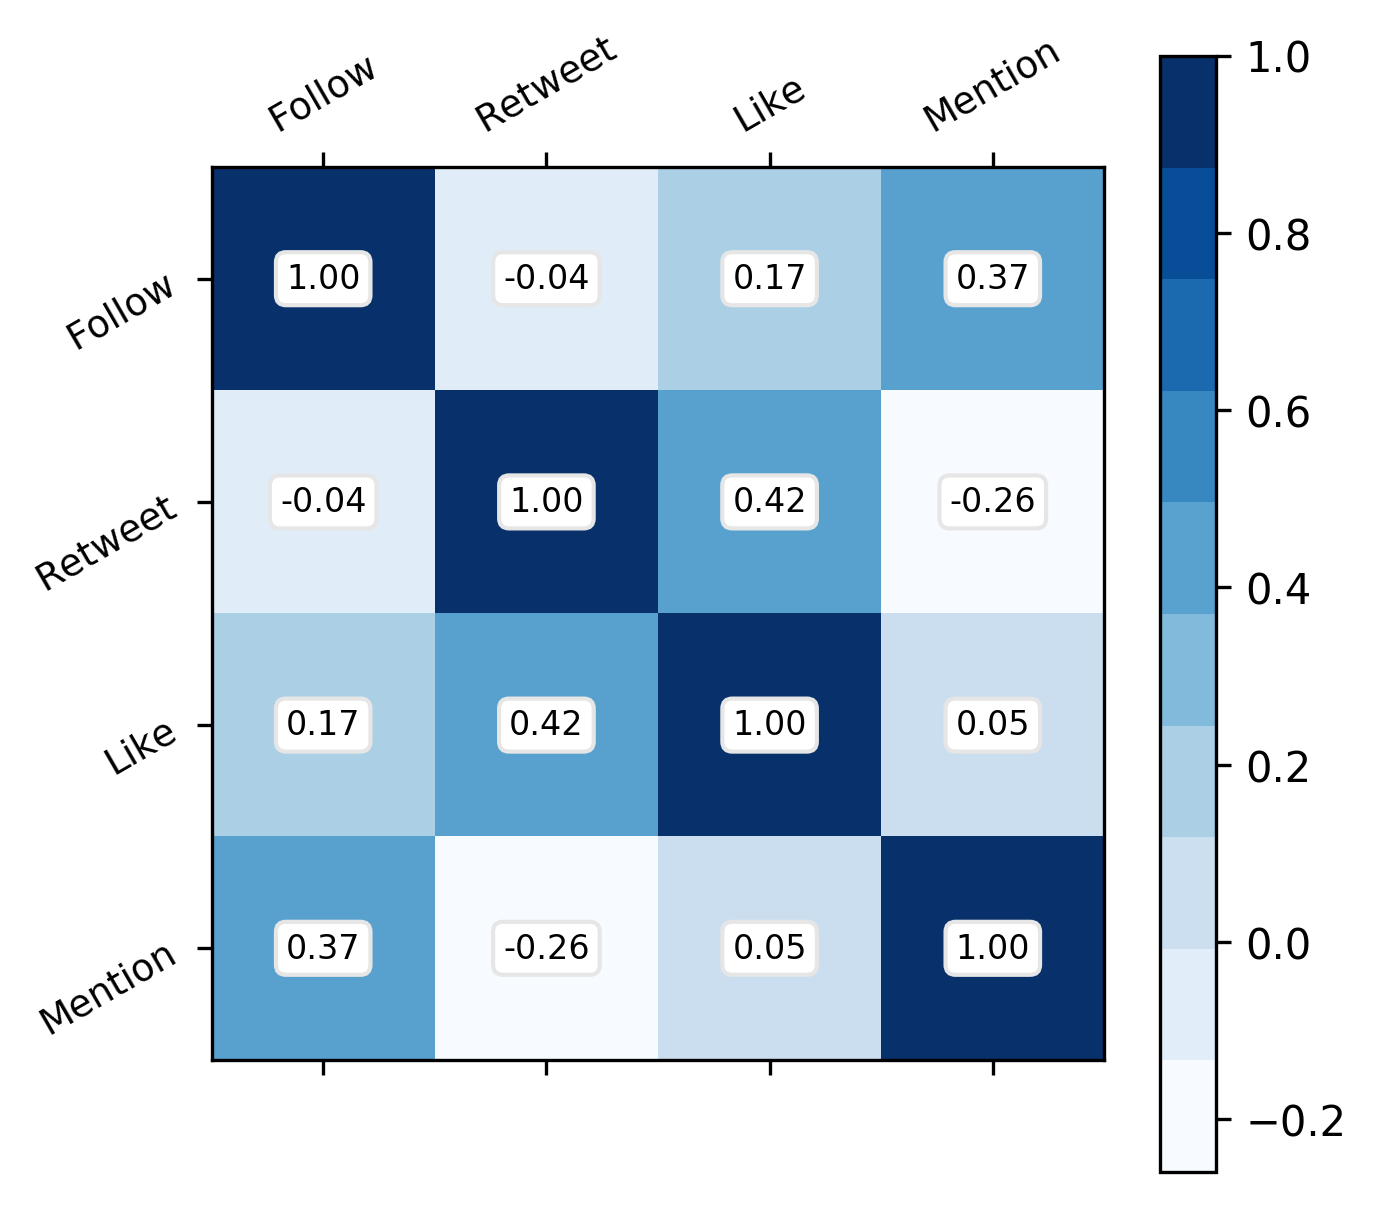 Follow Retweet Like Mention
Follow 1.00 -0.04 0.17 0.37
Retweet -0.04 1.00 0.42 -0.26
Like 0.17 0.42 1.00 0.05
Mention 0.37 -0.26 0.05 1.00
1.0
0.8
0.6
0.4
0.2
0.0
−0.2